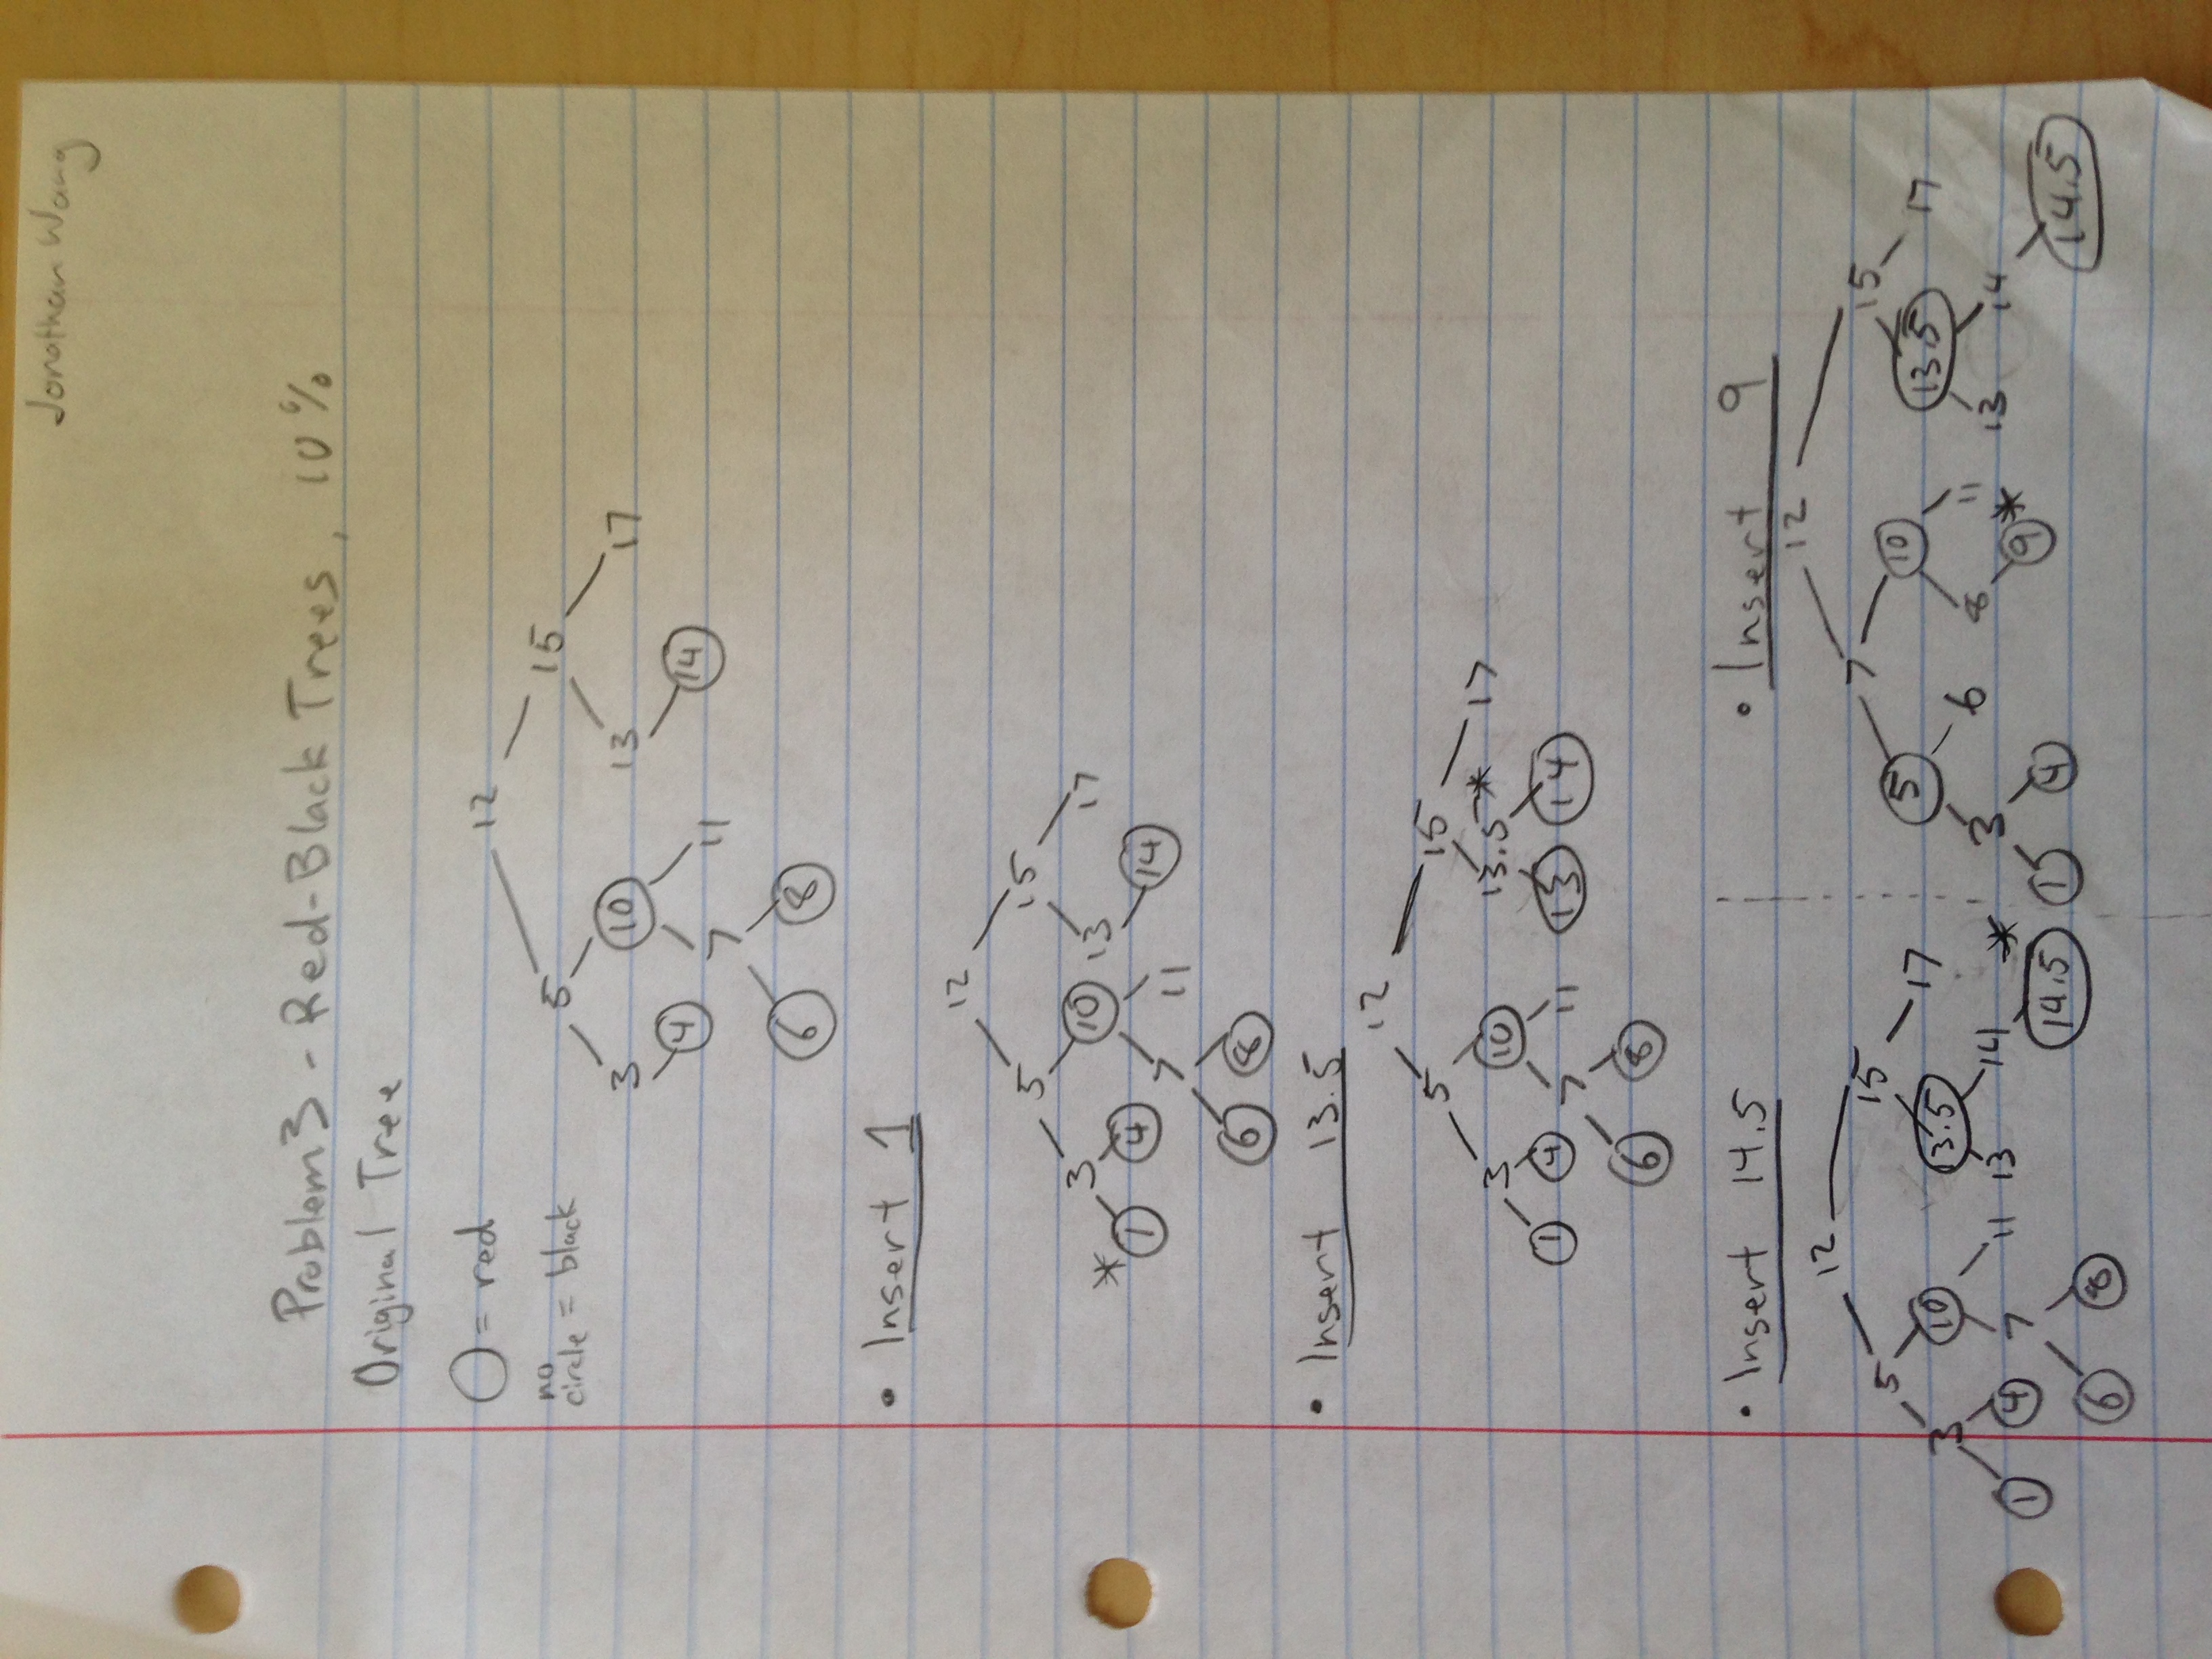 Jonathan Wang
Problem 3 - Red-Black Trees, 10%
Original Tree
= red
no circle = black
12
5 15
3 10 13 17
4 14
7 11
6 8
• Insert 1
12
5 15
3 10 13 17
* 1 4 14
7 11
6 8
• Insert 13.5
12
5 15
3 10 13.5 * 17
1 4 7 11 13 14
6 8
• Insert 14.5
12
5 15
3 10 13.5 17
1 4 7 11 13 14
6 8 14.5 *
• Insert 9
12
7 15
5 10 13.5 17
3 6 8 11 13 14
1 4 9 * 14.5